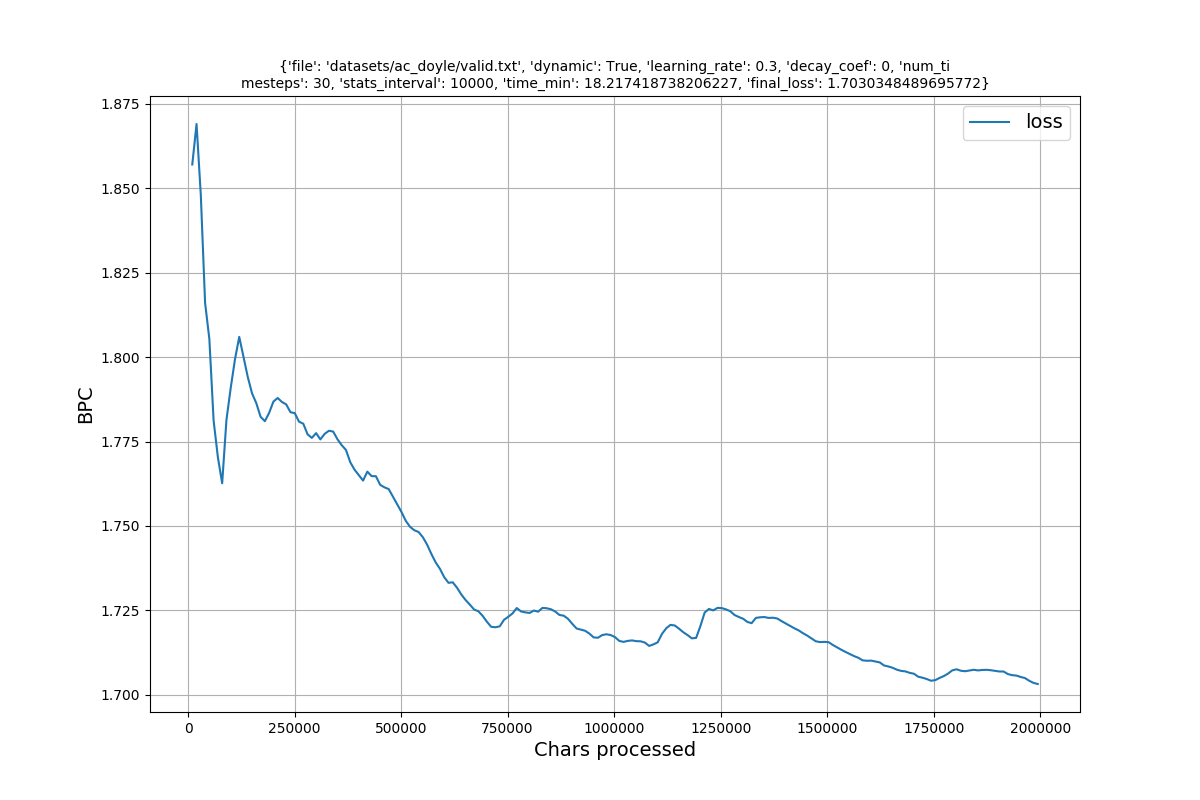 {'file': 'datasets/ac_doyle/valid.txt', 'dynamic': True, 'learning_rate': 0.3, 'decay_coef': 0, 'num_ti
mesteps': 30, 'stats_interval': 10000, 'time_min': 18.217418738206227, 'final_loss': 1.7030348489695772}
loss
1.875
1.850
1.825
1.800
1.775
1.750
1.725
1.700
BPC
0 250000 500000 750000 1000000 1250000 1500000 1750000 2000000
Chars processed